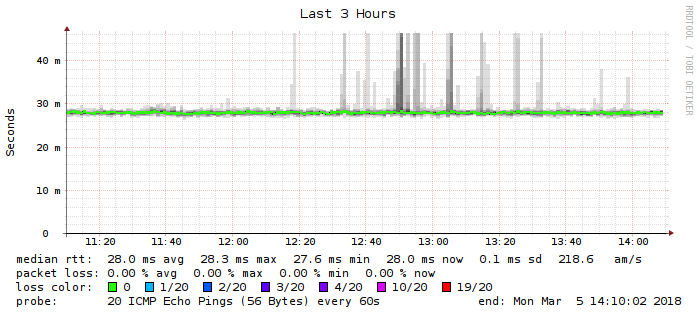 Last 3 Hours
RRDTOOL / TOBI OETIKER
Seconds
40 m
30 m
20 m
10 m
0
11:20 11:40 12:00 12:20 12:40 13:00 13:20 13:40 14:00
median rtt: 28.0 ms avg 28.3 ms max 27.6 ms min 28.0 ms now 0.1 ms sd 218.6 am/s
packet loss: 0.00 % avg 0.00 % max 0.00 % min 0.00 % now
loss color: 0 1/20 2/20 3/20 4/20 10/20 19/20
probe: 20 ICMP Echo Pings (56 Bytes) every 60s end: Mon Mar 5 14:10:02 2018